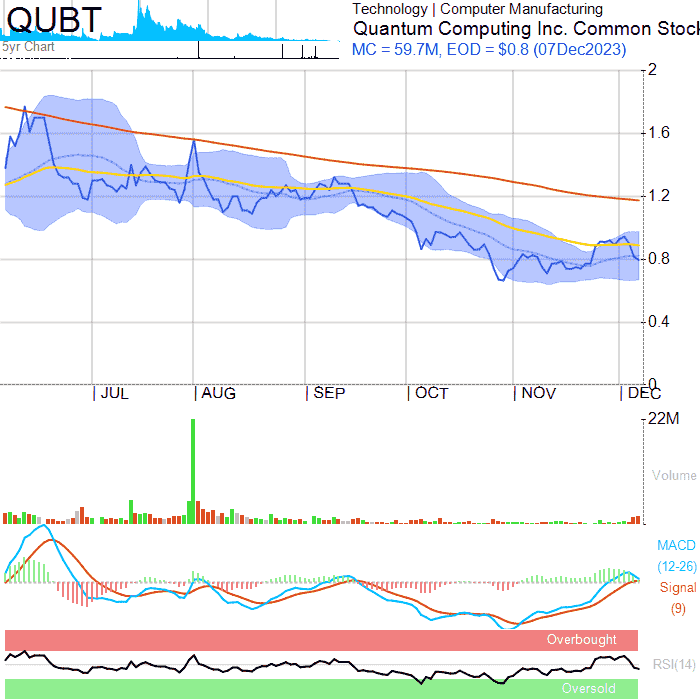 QUBT
5yr Chart
Technology | Computer Manufacturing
Quantum Computing Inc. Common Stock
MC = 59.7M, EOD = $0.8 (07Dec2023)
2
1.6
1.2
0.8
0.4
0
JUL AUG SEP OCT NOV DEC
22M
Volume
MACD
(12-26)
Signal
(9)
Overbought
RSI(14)
Oversold